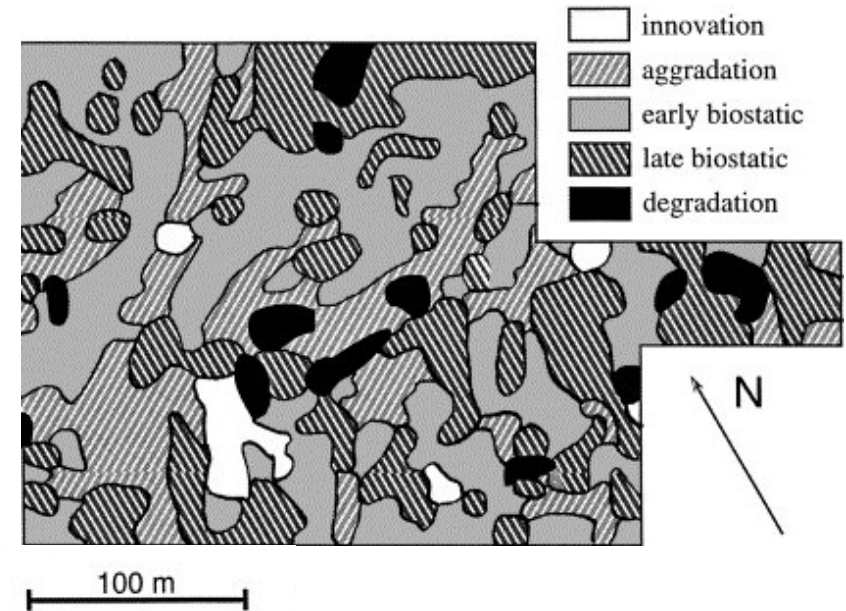 innovation
aggradation
early biostatic
late biostatic
degradation
N
100 m